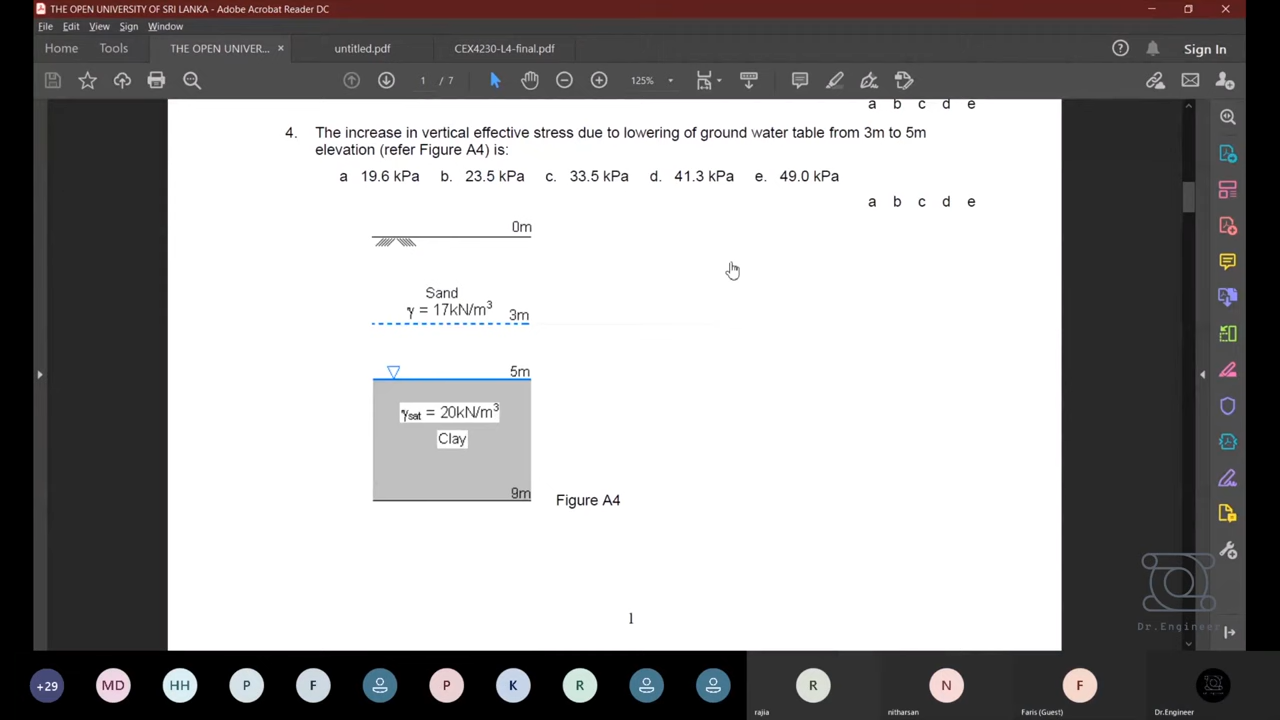 THE OPEN UNIVERSITY OF SRI LANKA - Adobe Acrobat Reader DC
File Edit View Sign Window
Home Tools THE OPEN UNIVER... × untitled.pdf CEX4230-L4-final.pdf Sign In
1 / 7 125%
a b c d e
4. The increase in vertical effective stress due to lowering of ground water table from 3m to 5m
elevation (refer Figure A4) is:
a 19.6 kPa b. 23.5 kPa c. 33.5 kPa d. 41.3 kPa e. 49.0 kPa
a b c d e
0m
Sand
γ = 17kN/m³ 3m
5m
γsat = 20kN/m³
Clay
9m
Figure A4
1
Dr.Engineer
+29 MD HH P F P K R R N F
rajia nitharsan Faris (Guest) Dr.Engineer